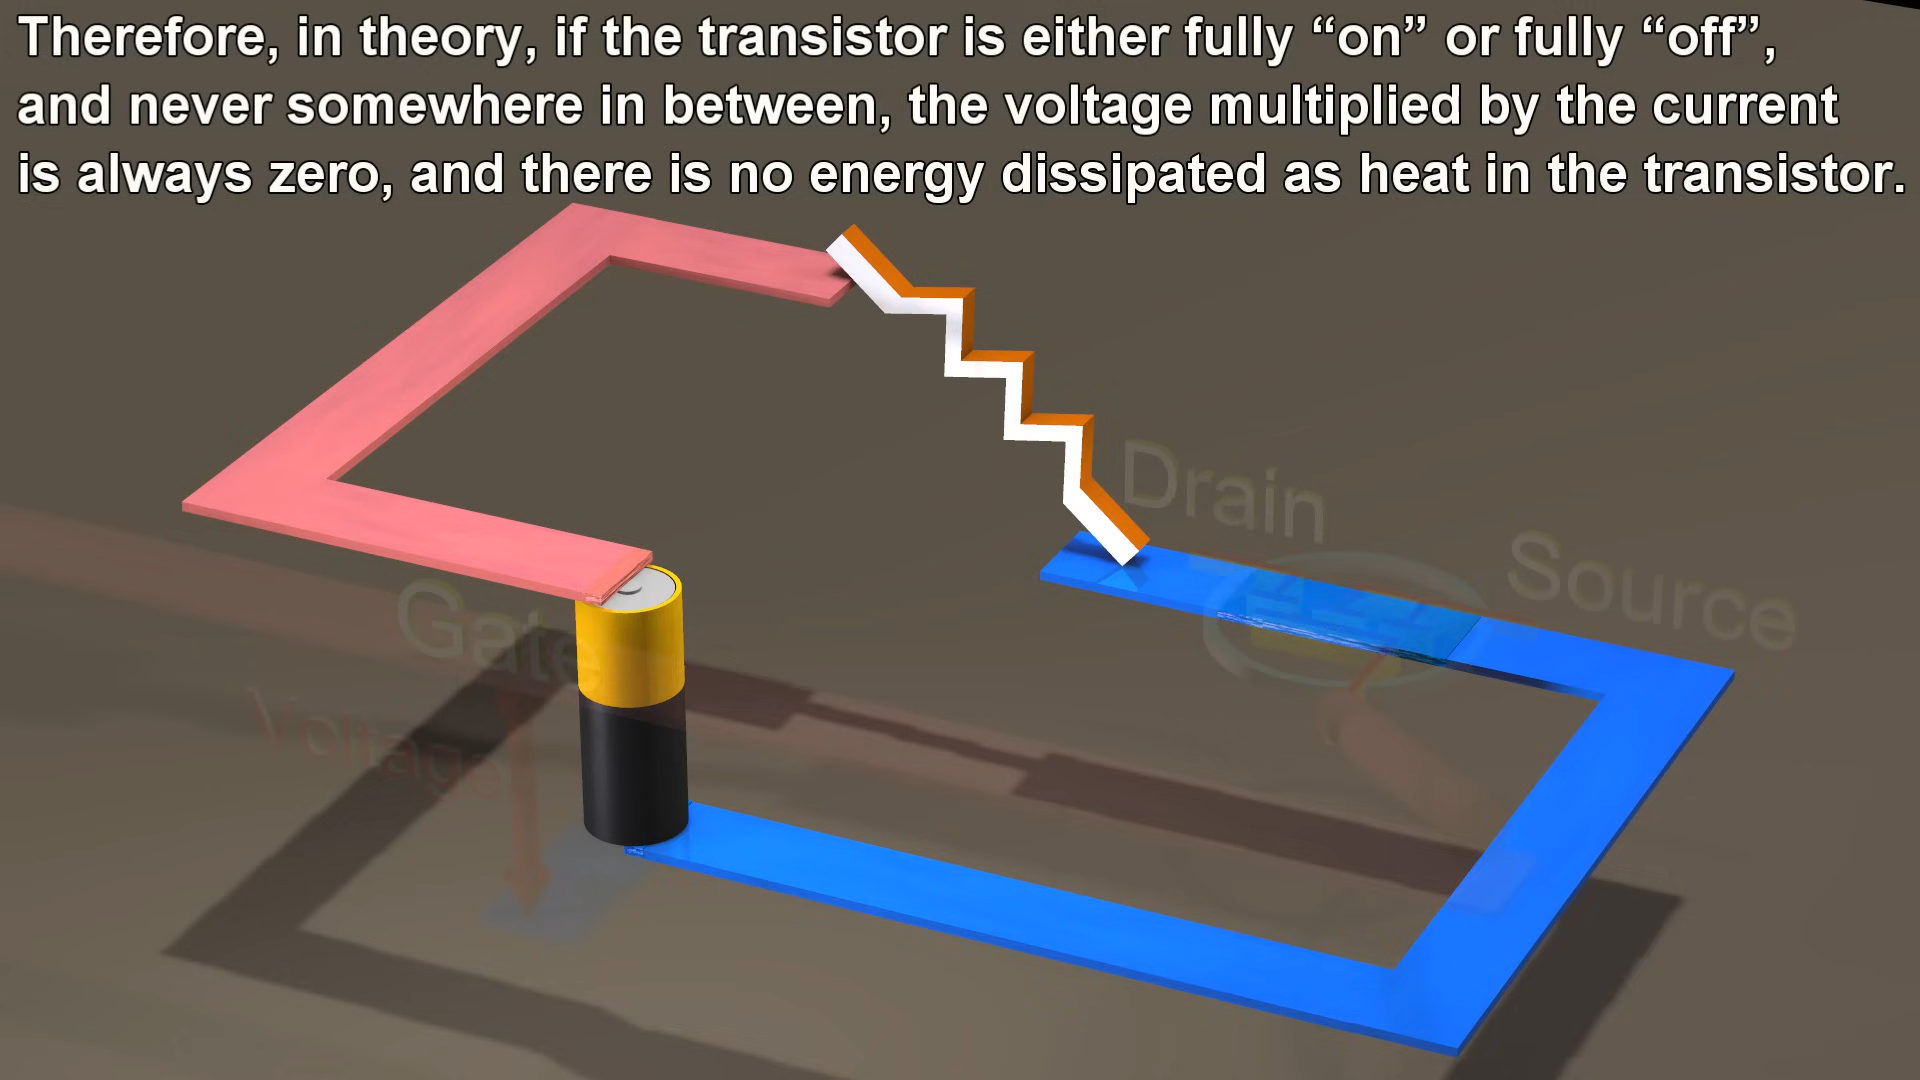 Therefore, in theory, if the transistor is either fully “on” or fully “off”,
and never somewhere in between, the voltage multiplied by the current
is always zero, and there is no energy dissipated as heat in the transistor.
Drain
Source
Gate
Voltage